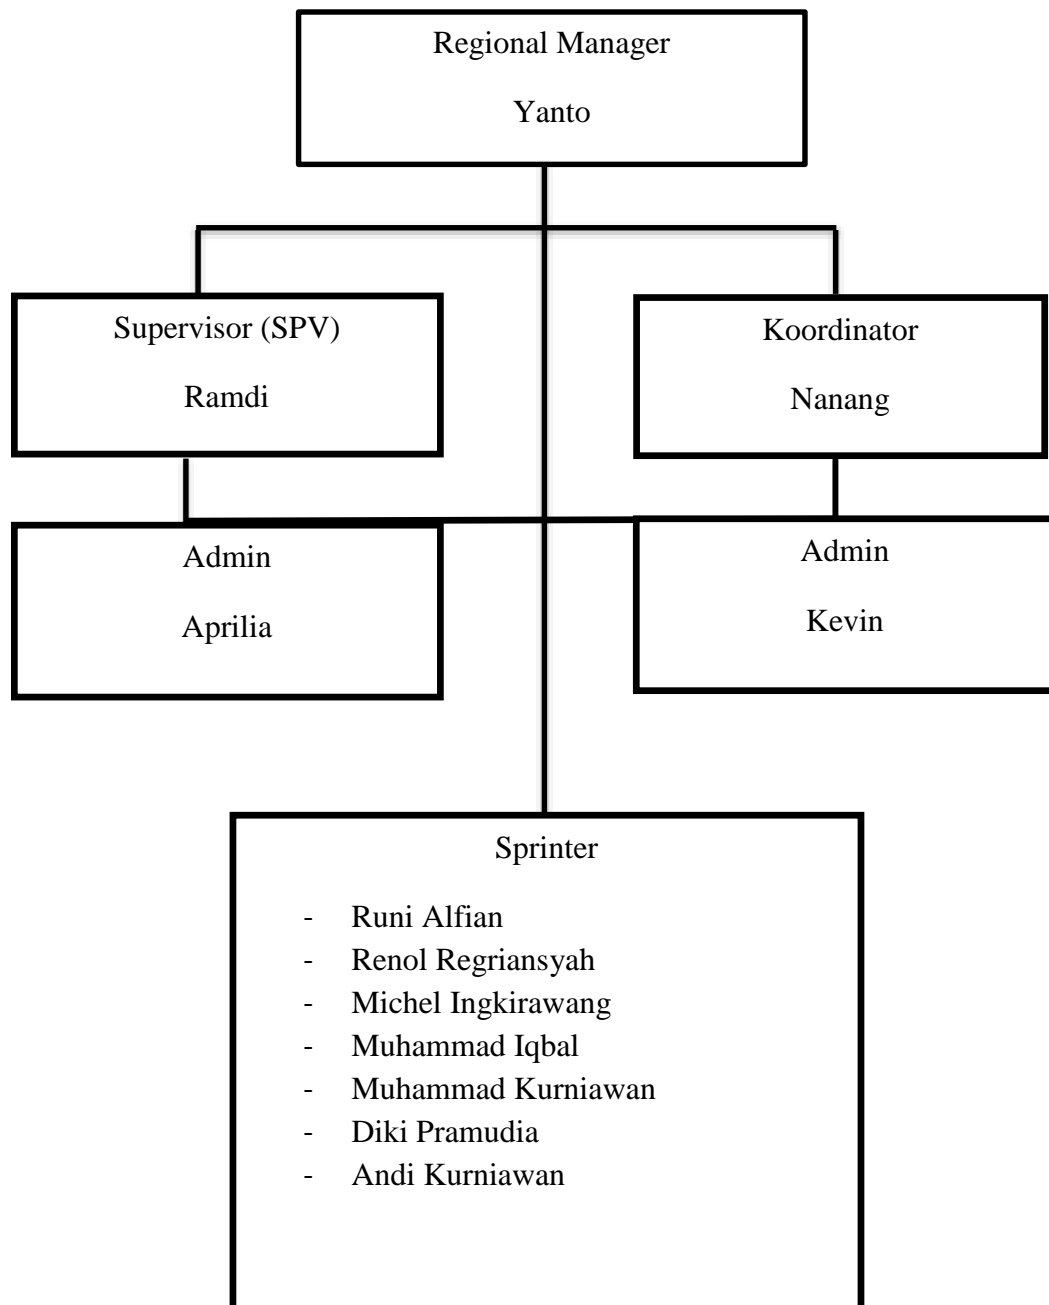 Regional Manager
Yanto
Supervisor (SPV)
Ramdi
Koordinator
Nanang
Admin
Aprilia
Admin
Kevin
Sprinter
- Runi Alfian
- Renol Regriansyah
- Michel Ingkirawang
- Muhammad Iqbal
- Muhammad Kurniawan
- Diki Pramudia
- Andi Kurniawan